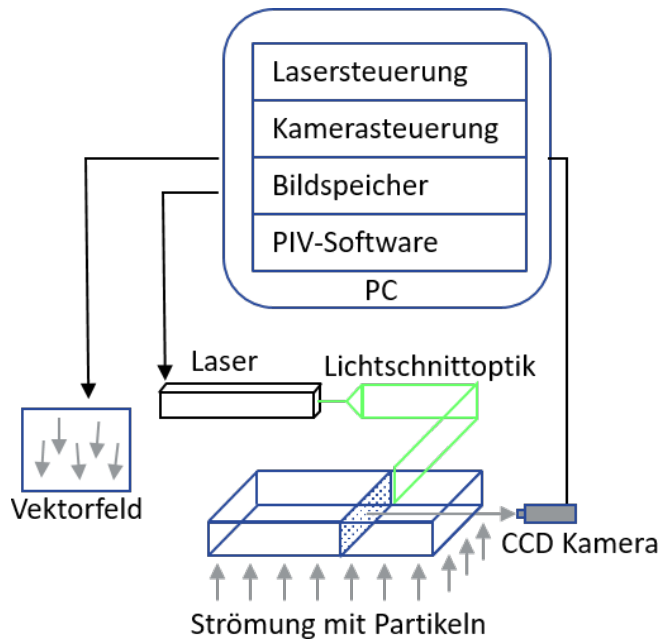 Lasersteuerung
Kamerasteuerung
Bildspeicher
PIV-Software
PC
Laser
Lichtschnittoptik
Vektorfeld
CCD Kamera
Strömung mit Partikeln